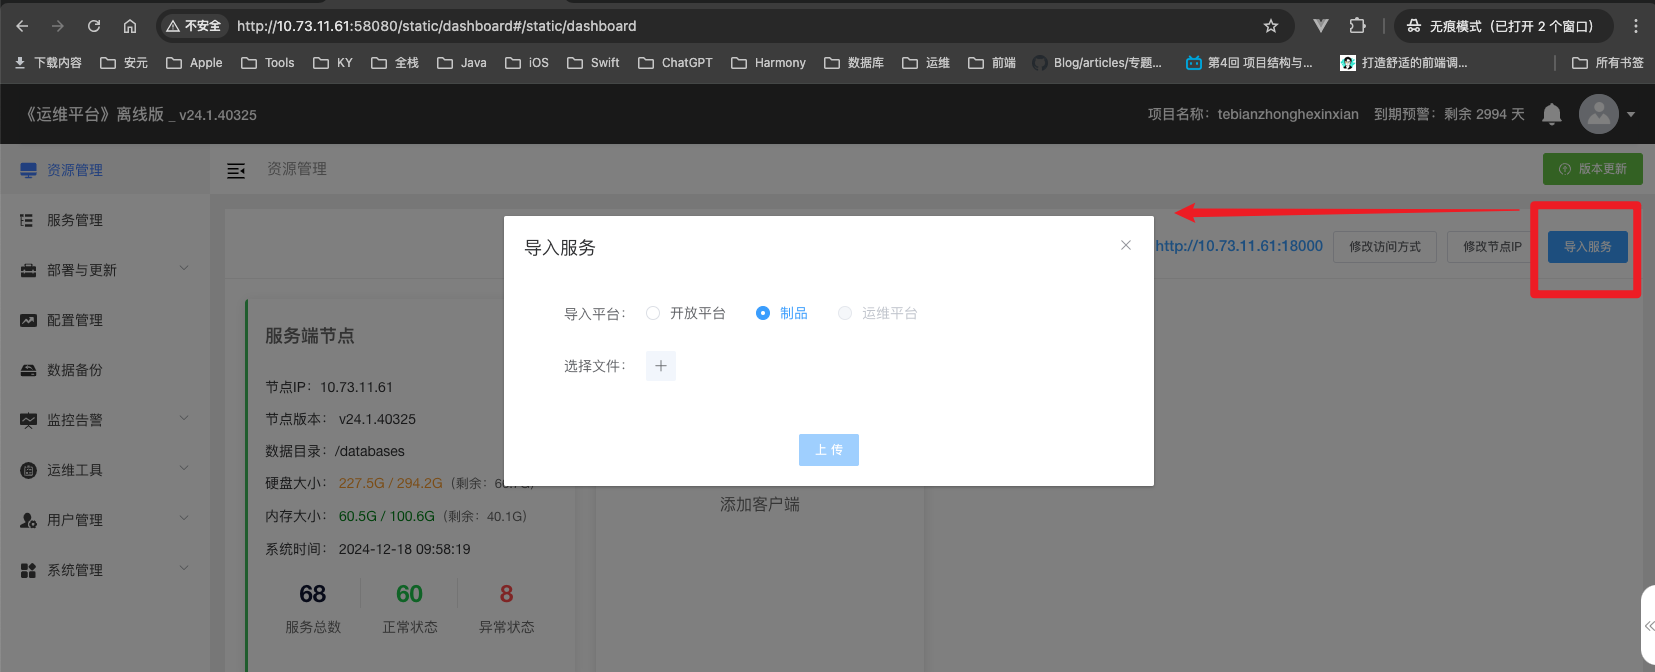 不安全
http://10.73.11.61:58080/static/dashboard#/static/dashboard
无痕模式（已打开 2 个窗口）
下载内容
安元
Apple
Tools
KY
全栈
Java
iOS
Swift
ChatGPT
Harmony
数据库
运维
前端
Blog/articles/专题...
第4回 项目结构与...
打造舒适的前端调...
所有书签
《运维平台》离线版 _ v24.1.40325
项目名称： tebianzhonghexinxian
到期预警： 剩余 2994 天
资源管理
服务管理
部署与更新
配置管理
数据备份
监控告警
运维工具
用户管理
系统管理
资源管理
版本更新
http://10.73.11.61:18000
修改访问方式
修改节点IP
导入服务
导入服务
导入平台：
开放平台
制品
运维平台
选择文件：
上 传
服务端节点
节点IP： 10.73.11.61
节点版本： v24.1.40325
数据目录： /databases
硬盘大小： 227.5G / 294.2G（剩余：
内存大小： 60.5G / 100.6G（剩余：40.1G）
系统时间： 2024-12-18 09:58:19
68
60
8
服务总数
正常状态
异常状态
添加客户端